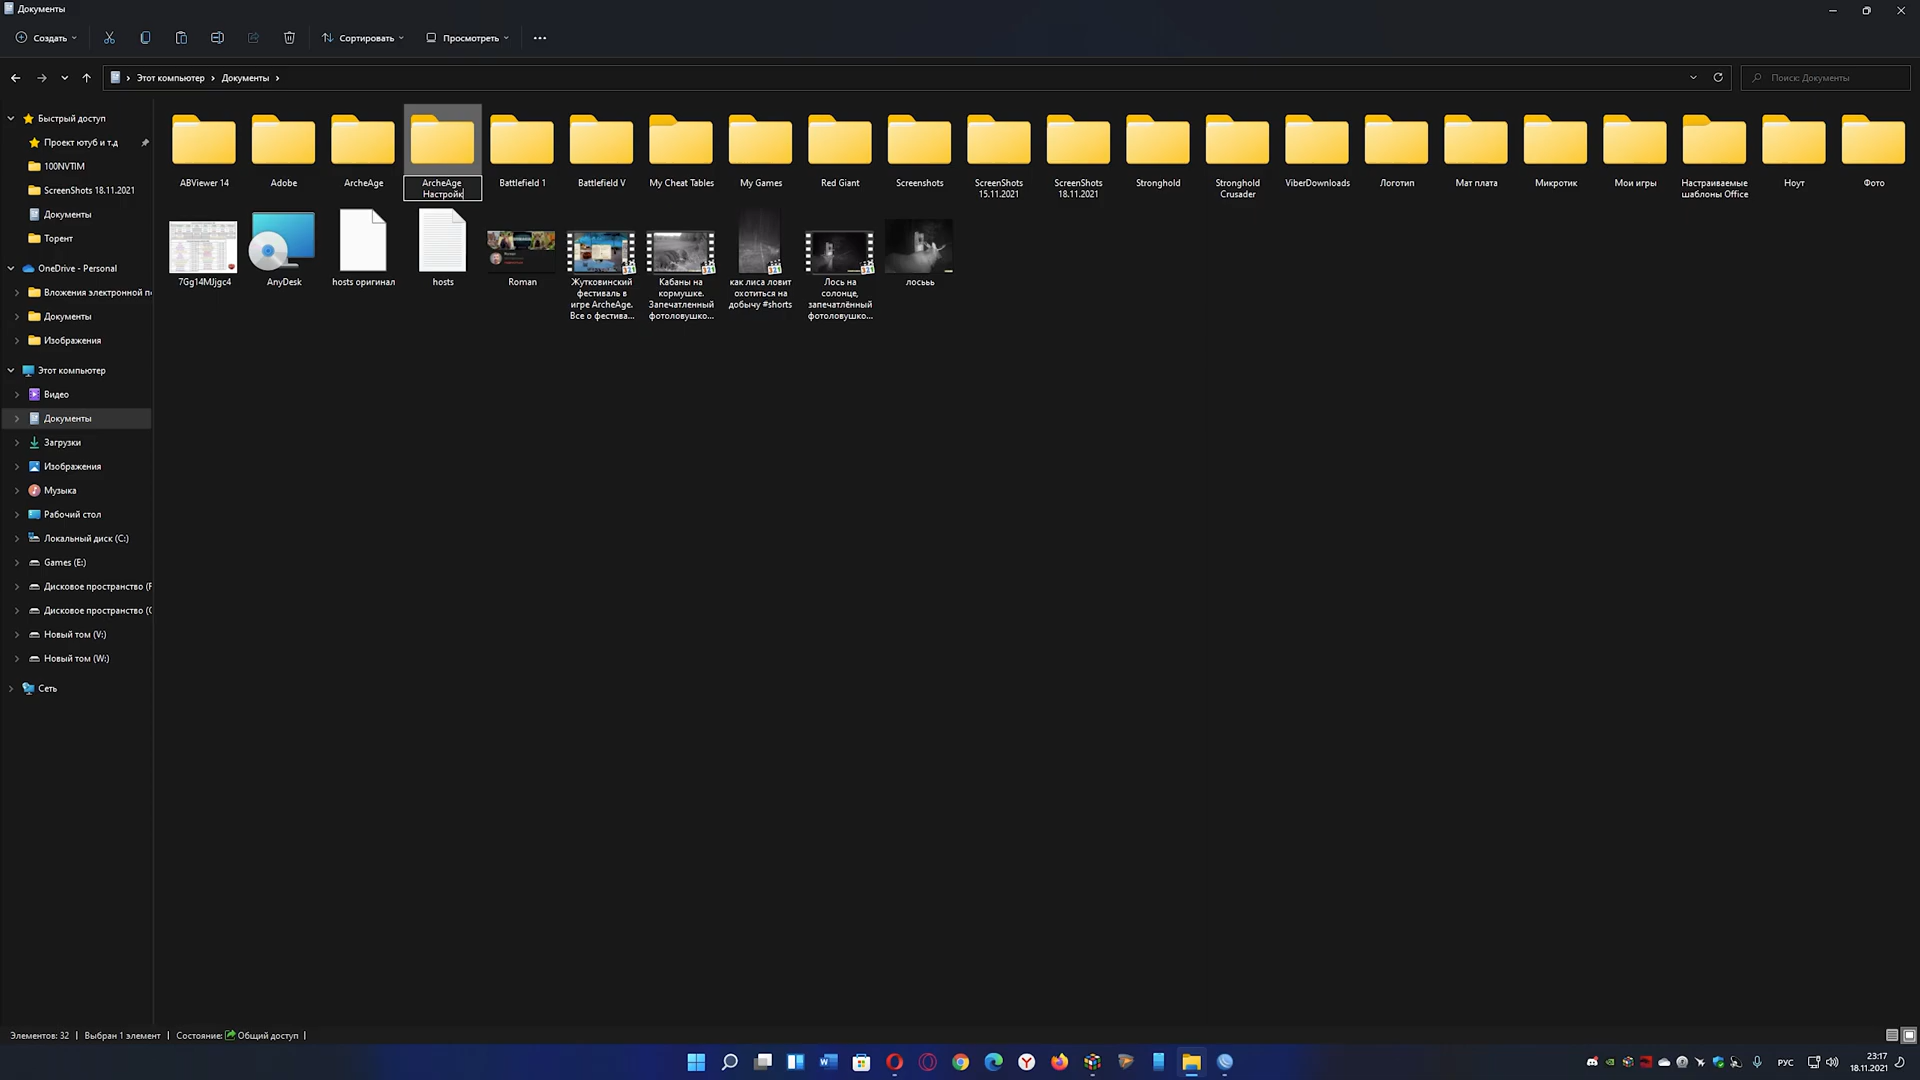 Документы
Создать
Сортировать
Просмотреть
Этот компьютер
Документы
Поиск: Документы
Быстрый доступ
Проект ютуб и т.д
100NVTIM
ScreenShots 18.11.2021
Документы
Торент
OneDrive - Personal
Вложения электронной п
Документы
Изображения
Этот компьютер
Видео
Документы
Загрузки
Изображения
Музыка
Рабочий стол
Локальный диск (C:)
Games (E:)
Дисковое пространство (F
Дисковое пространство (
Новый том (V:)
Новый том (W:)
Сеть
ABViewer 14
Adobe
ArcheAge
ArcheAge
Настройк
Battlefield 1
Battlefield V
My Cheat Tables
My Games
Red Giant
Screenshots
ScreenShots
15.11.2021
ScreenShots
18.11.2021
Stronghold
Stronghold
Crusader
ViberDownloads
Логотип
Мат плата
Микротик
Мои игры
Настраиваемые
шаблоны Office
Ноут
Фото
7Gg14MJjgc4
AnyDesk
hosts оригинал
hosts
Roman
Жутковинский
фестиваль в
игре ArcheAge.
Все о фестива...
Кабаны на
кормушке.
Запечатленный
фотоловушко...
как лиса ловит
охотиться на
добычу #shorts
Лось на
солонце,
запечатлённый
фотоловушко...
лосььь
Элементов: 32
Выбран 1 элемент
Состояние:
Общий доступ
РУС
23:17
18.11.2021